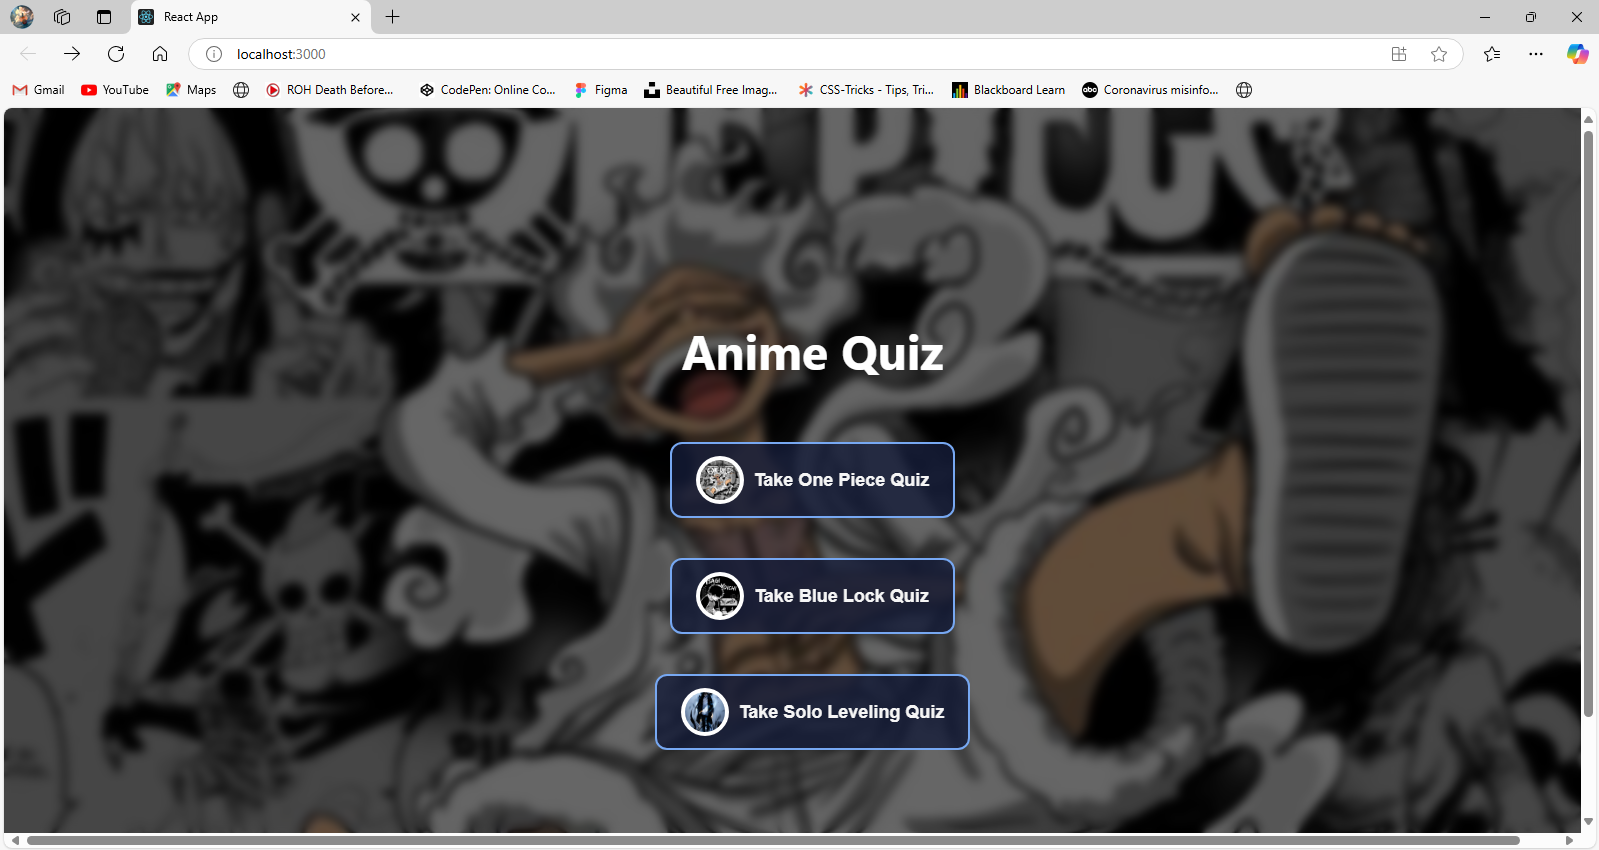 React App
localhost:3000
Gmail
YouTube
Maps
ROH Death Before...
CodePen: Online Co...
Figma
Beautiful Free Imag...
CSS-Tricks - Tips, Tri...
Blackboard Learn
abc
Coronavirus misinfo...
Anime Quiz
Take One Piece Quiz
Take Blue Lock Quiz
Take Solo Leveling Quiz